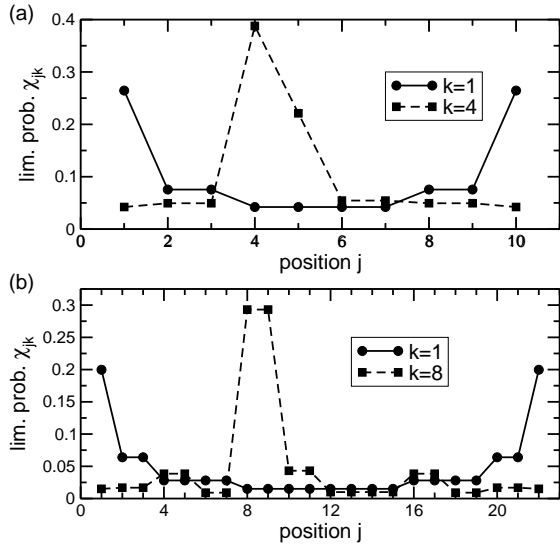 (a)
0.4
0.3
0.2
0.1
0
lim. prob. χjk
k=1
k=4
0 2 4 6 8 10
position j
(b)
0.3
0.25
0.2
0.15
0.1
0.05
0
lim. prob. χjk
k=1
k=8
0 4 8 12 16 20
position j